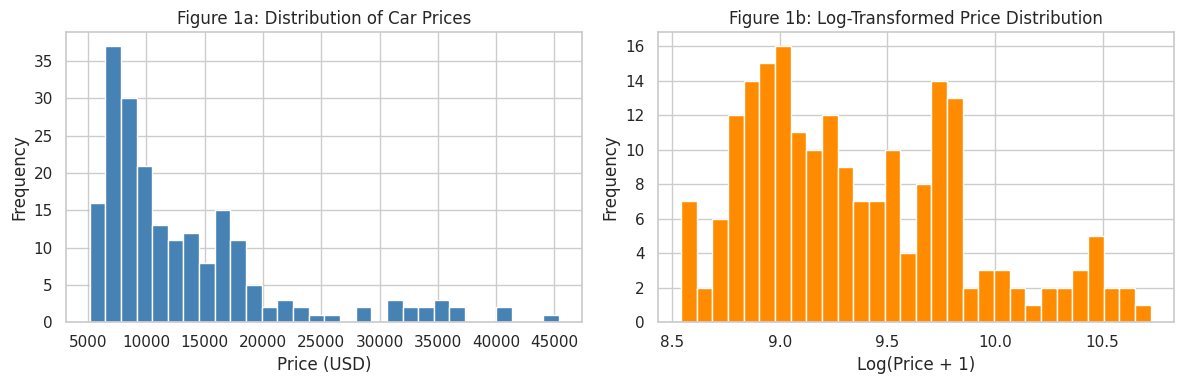 Figure 1a: Distribution of Car Prices
35
30
25
20
15
10
5
0
Frequency
5000 10000 15000 20000 25000 30000 35000 40000 45000
Price (USD)
Figure 1b: Log-Transformed Price Distribution
16
14
12
10
8
6
4
2
0
Frequency
8.5 9.0 9.5 10.0 10.5
Log(Price + 1)